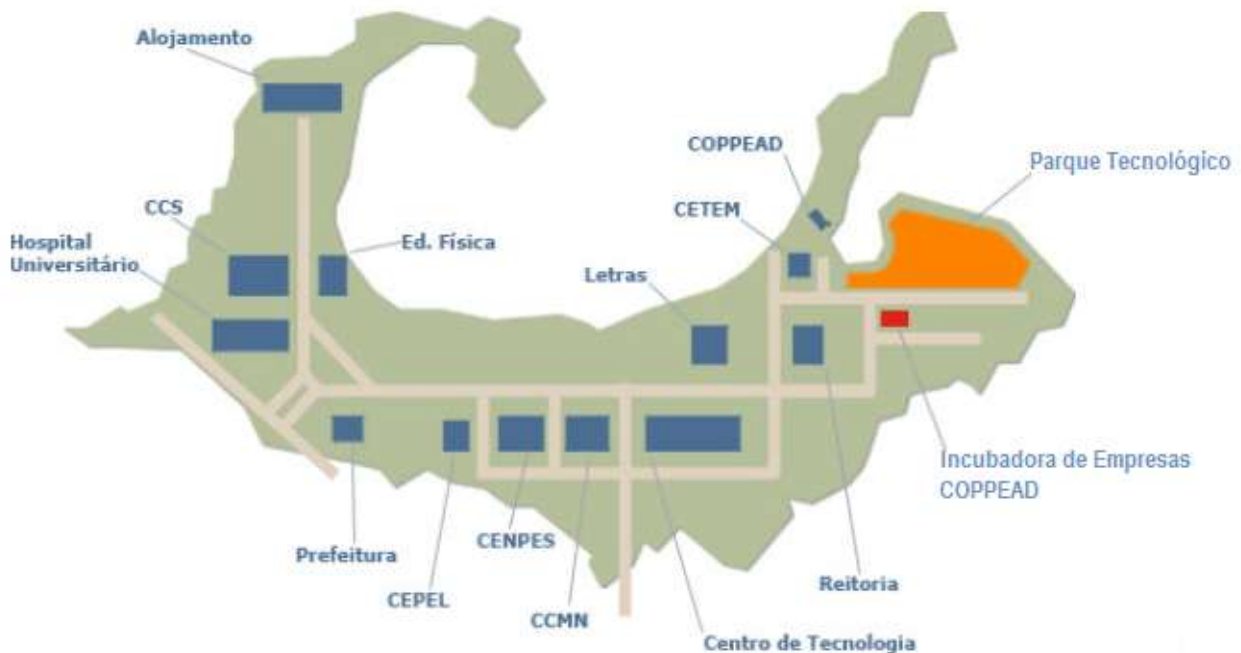 Alojamento
COPPEAD
Parque Tecnológico
CCS
CETEM
Hospital
Universitário
Ed. Física
Letras
Incubadora de Empresas
COPPEAD
Prefeitura
CENPES
Reitoria
CEPEL
CCMN
Centro de Tecnologia